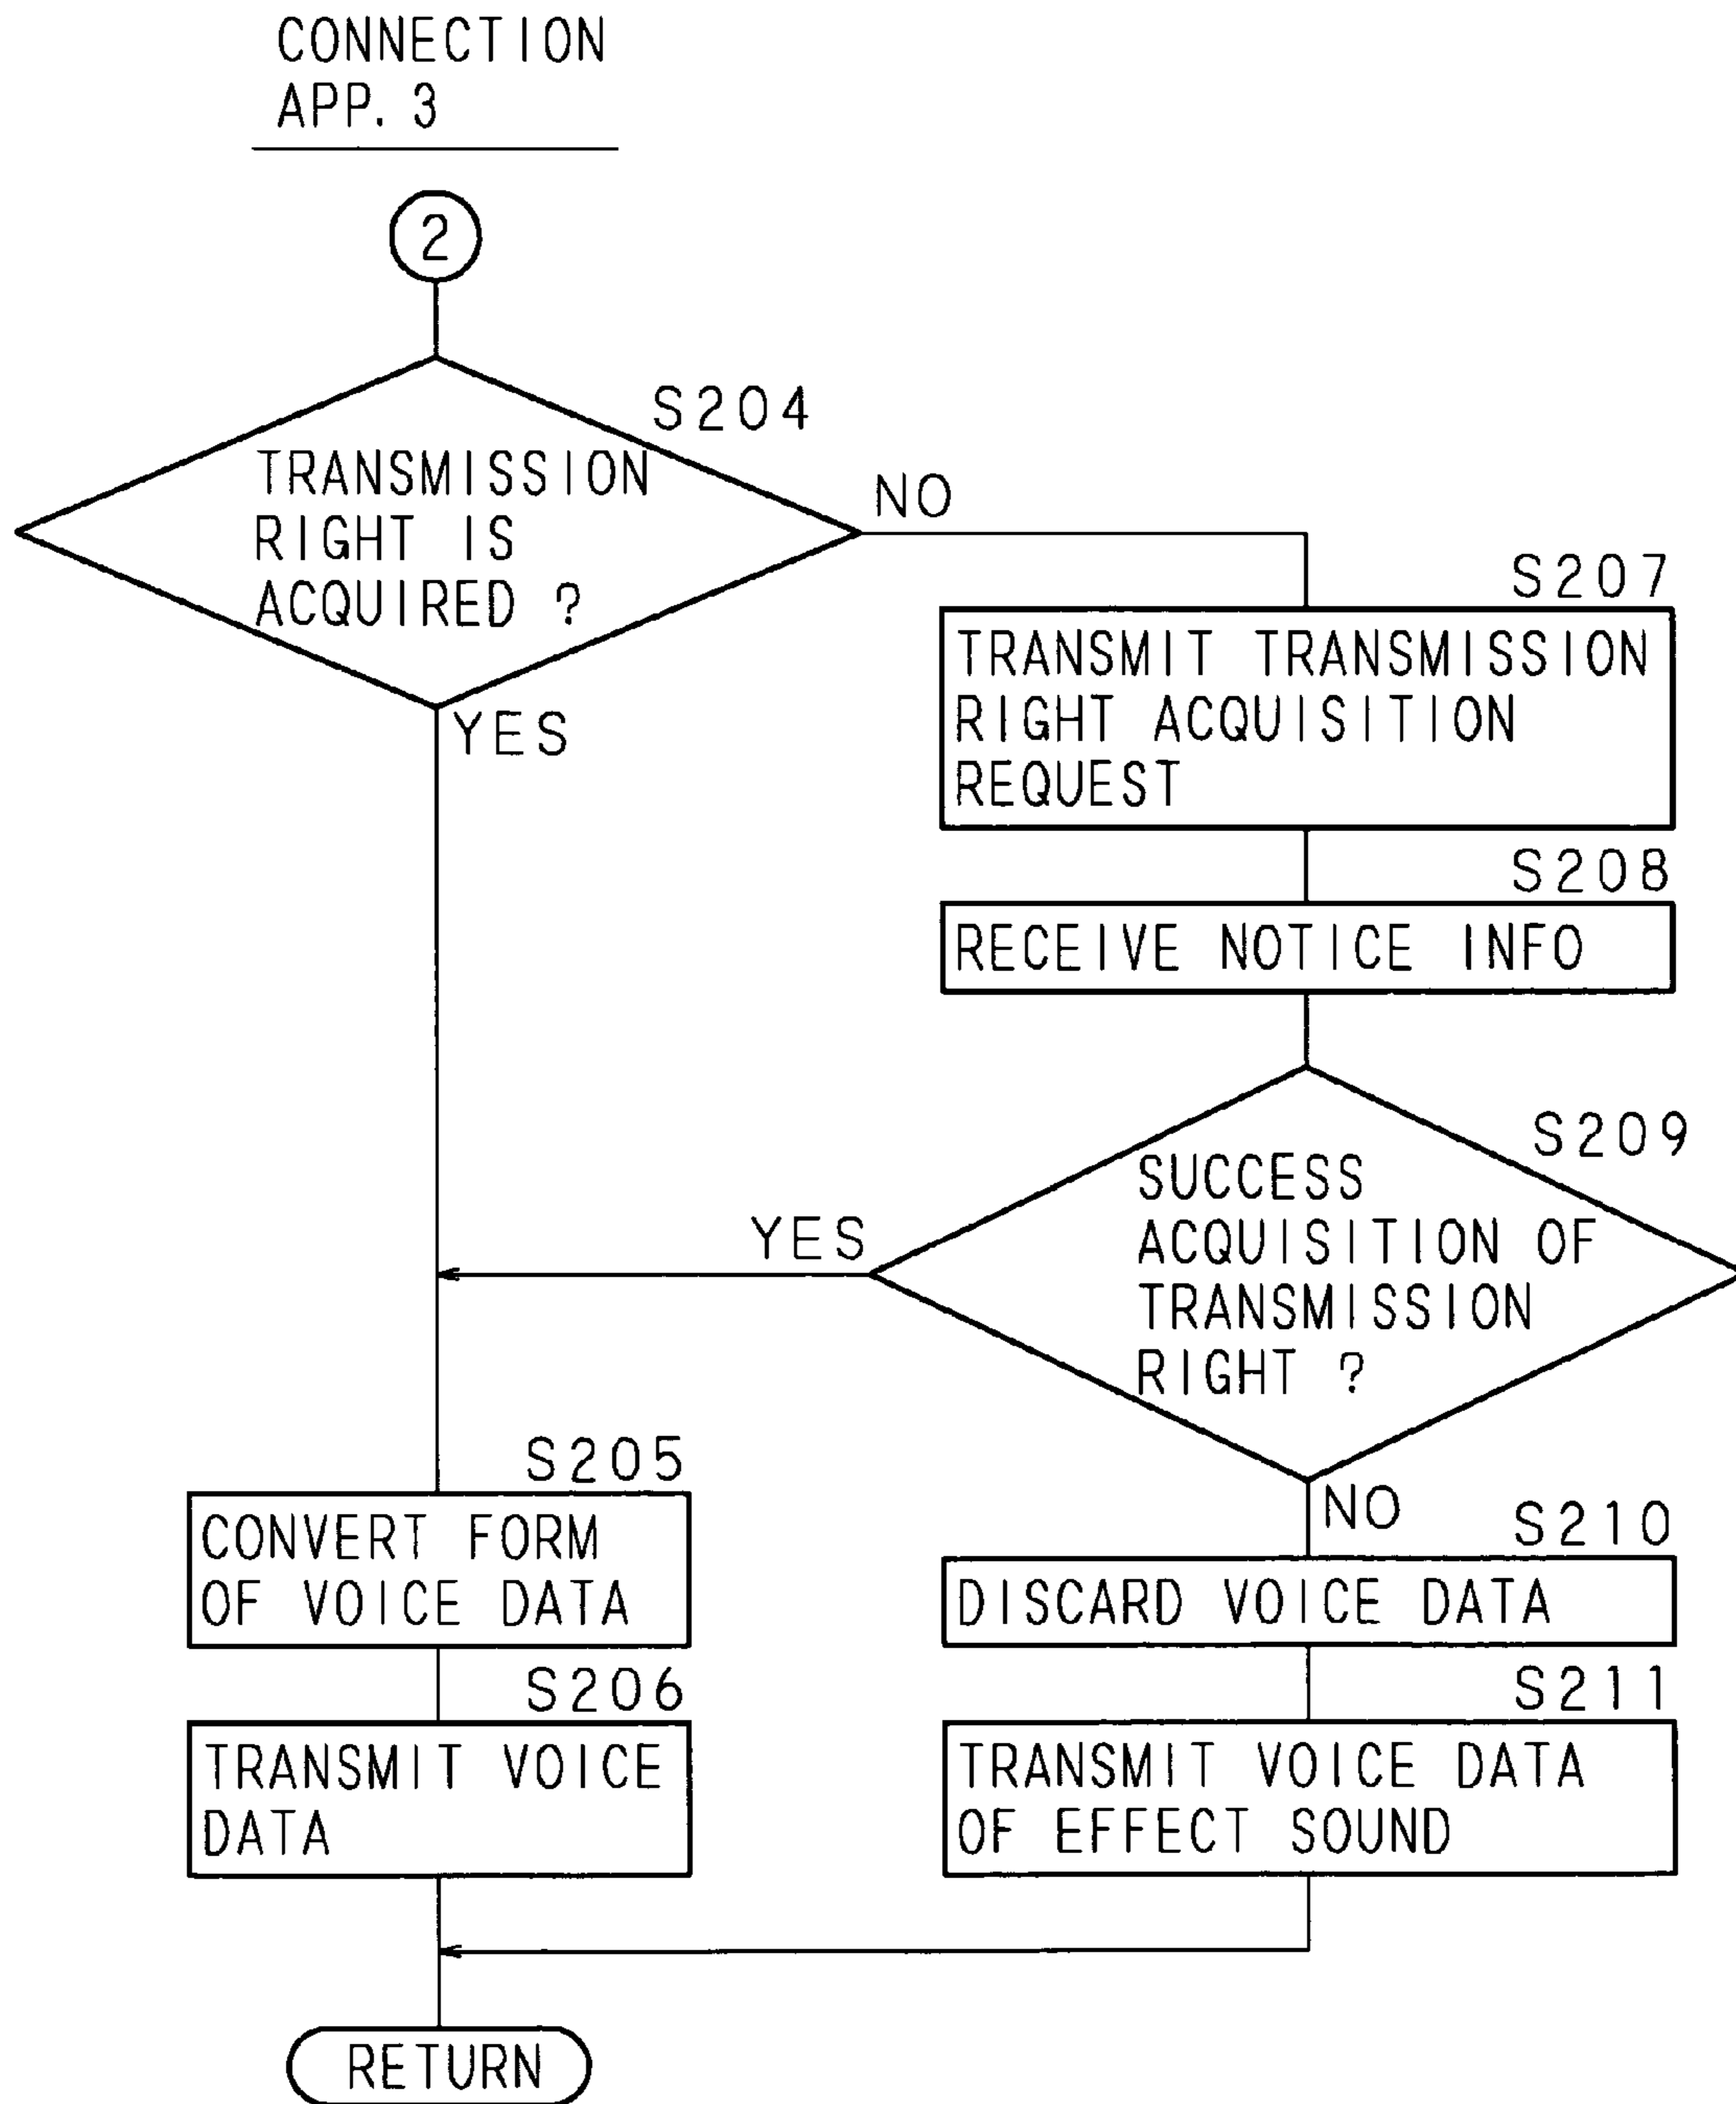 CONNECTION
APP. 3
2
S204
TRANSMISSION
RIGHT IS
ACQUIRED ?
NO
YES
S207
TRANSMIT TRANSMISSION
RIGHT ACQUISITION
REQUEST
S208
RECEIVE NOTICE INFO
S209
SUCCESS
ACQUISITION OF
TRANSMISSION
RIGHT ?
YES
NO
S205
CONVERT FORM
OF VOICE DATA
S206
TRANSMIT VOICE
DATA
S210
DISCARD VOICE DATA
S211
TRANSMIT VOICE DATA
OF EFFECT SOUND
RETURN